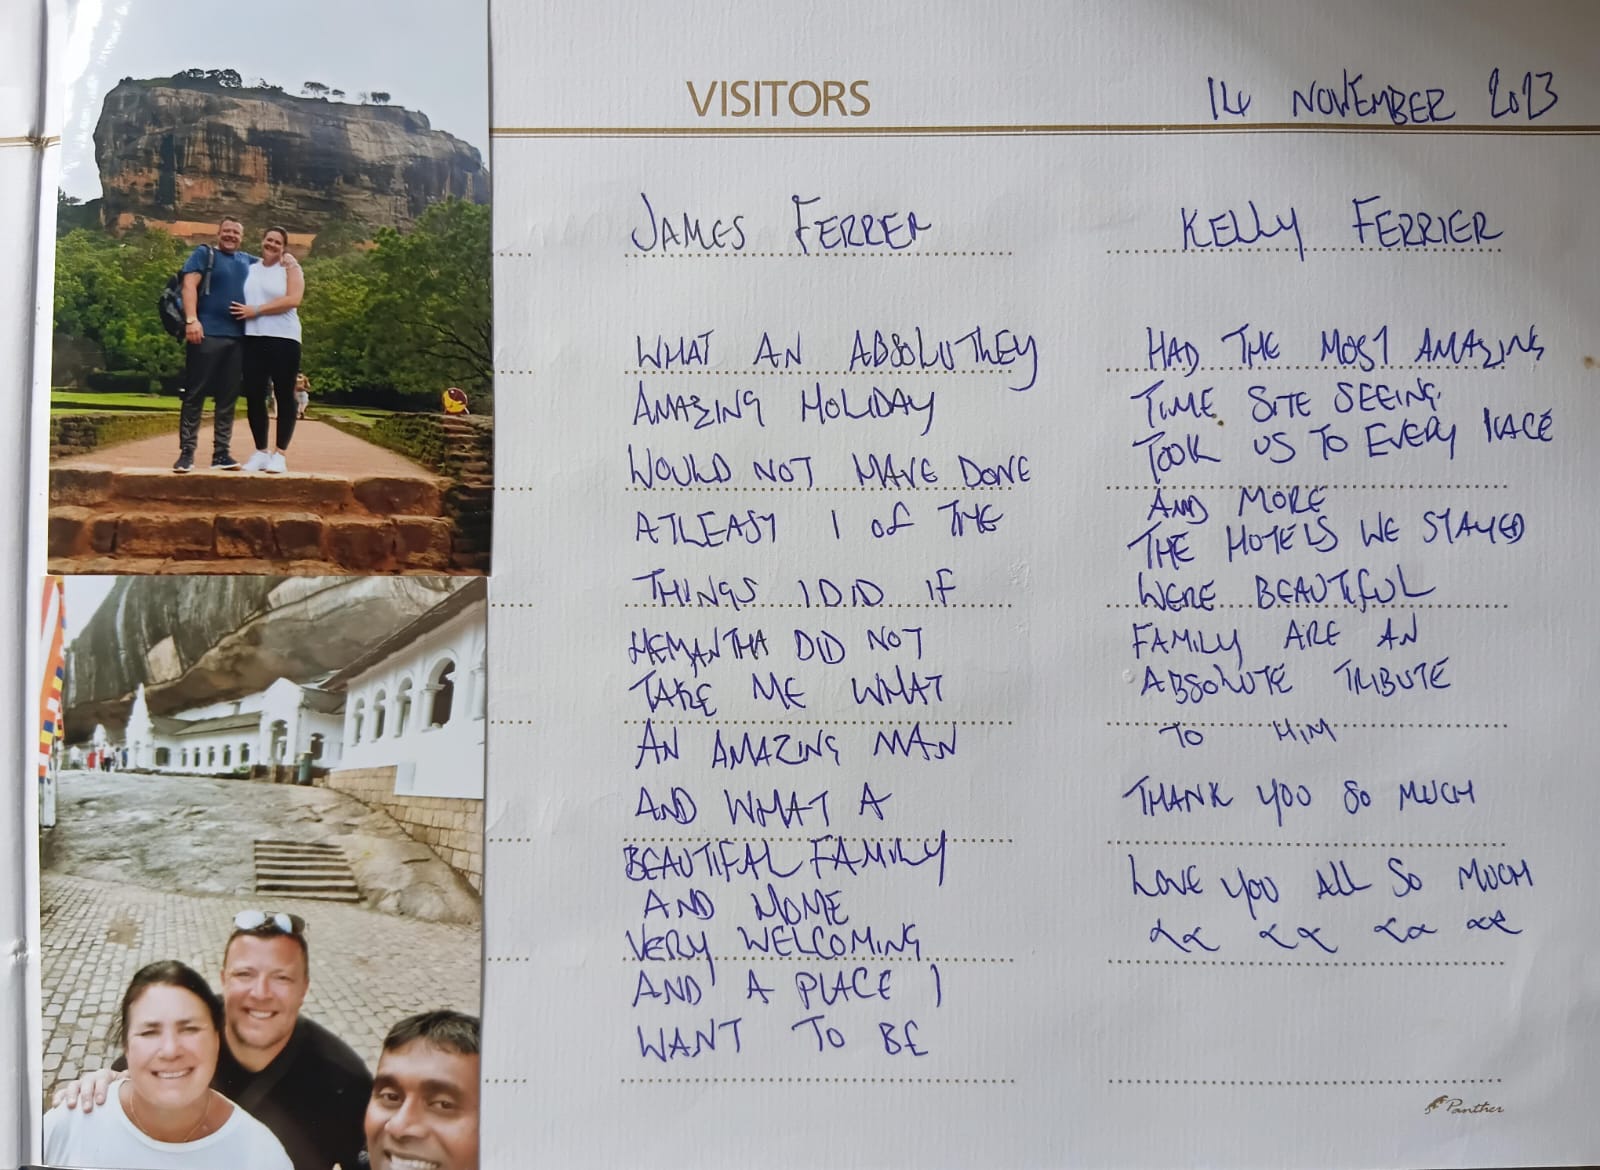 VISITORS
14 NOVEMBER 2023
JAMES FERRER
WHAT AN ABSOLUTLEY
AMAZING HOLIDAY
WOULD NOT HAVE DONE
ATLEAST 1 OF THE
THINGS I DID IF
HEMANTHA DID NOT
TAKE ME WHAT
AN AMAZING MAN
AND WHAT A
BEAUTIFAL FAMILY
AND HOME
VERY WELCOMING
AND A PLACE I
WANT TO BE
KELLY FERRIER
HAD THE MOST AMAZING
TIME SITE SEEING.
TOOK US TO EVERY PLACE
AND MORE
THE HOTELS WE STAYED
WERE BEAUTIFUL
FAMILY ARE AN
ABSOLUTE TRIBUTE
TO HIM
THANK YOU SO MUCH
LOVE YOU ALL SO MUCH
xx xx xx xx
Panther